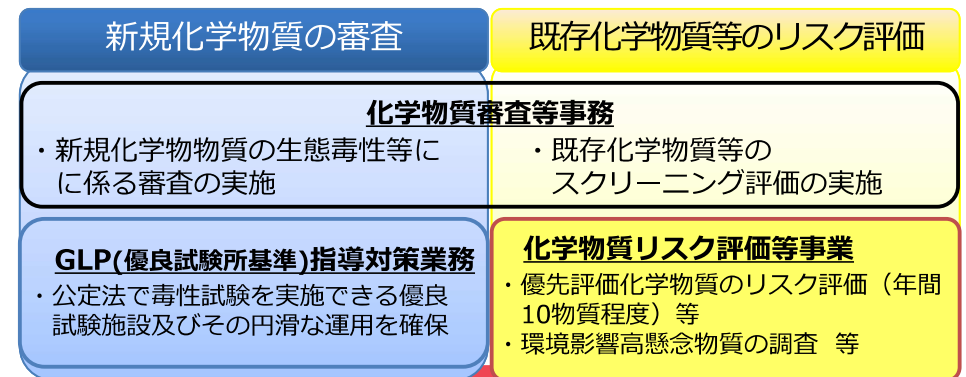 新規化学物質の審査
既存化学物質等のリスク評価
化学物質審査等事務
・新規化学物物質の生態毒性等に
に係る審査の実施
・既存化学物質等の
スクリーニング評価の実施
GLP(優良試験所基準)指導対策業務
・公定法で毒性試験を実施できる優良
試験施設及びその円滑な運用を確保
化学物質リスク評価等事業
・優先評価化学物質のリスク評価（年間
10物質程度）等
・環境影響高懸念物質の調査 等